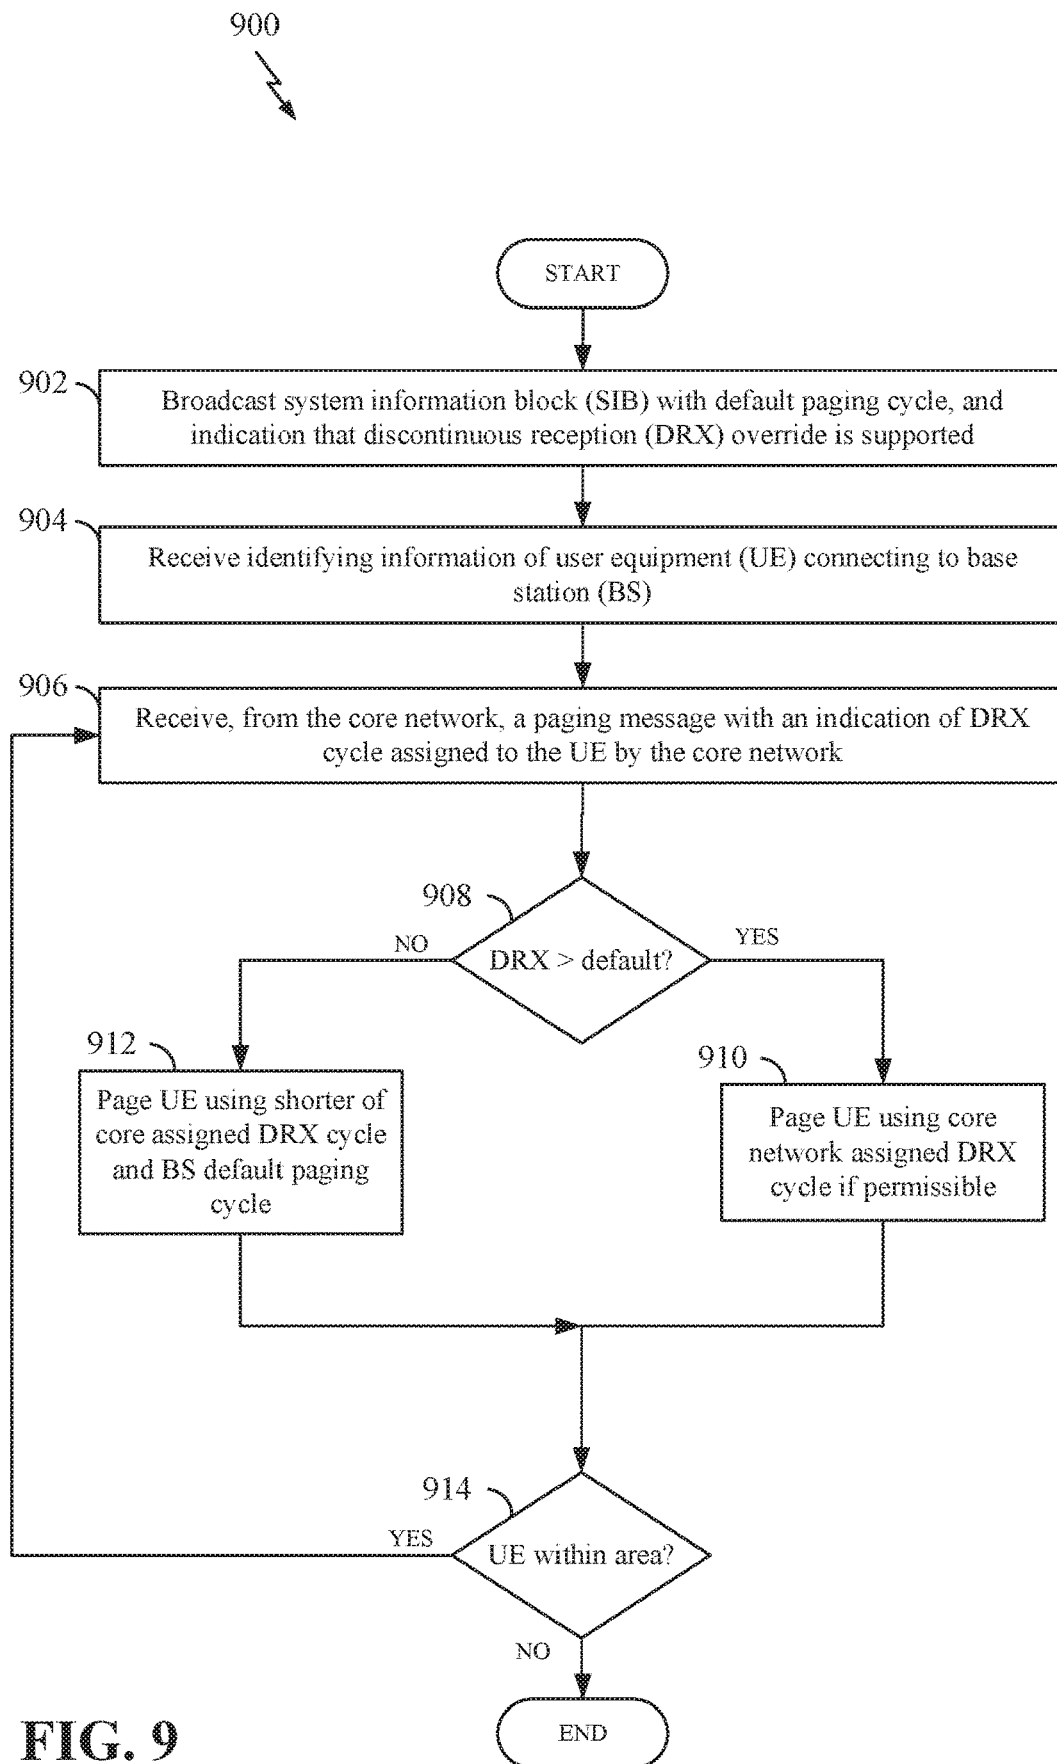 900
START
902
Broadcast system information block (SIB) with default paging cycle, and
indication that discontinuous reception (DRX) override is supported
904
Receive identifying information of user equipment (UE) connecting to base
station (BS)
906
Receive, from the core network, a paging message with an indication of DRX
cycle assigned to the UE by the core network
908
NO
DRX > default?
YES
912
Page UE using shorter of
core assigned DRX cycle
and BS default paging
cycle
910
Page UE using core
network assigned DRX
cycle if permissible
914
YES
UE within area?
NO
END
FIG. 9